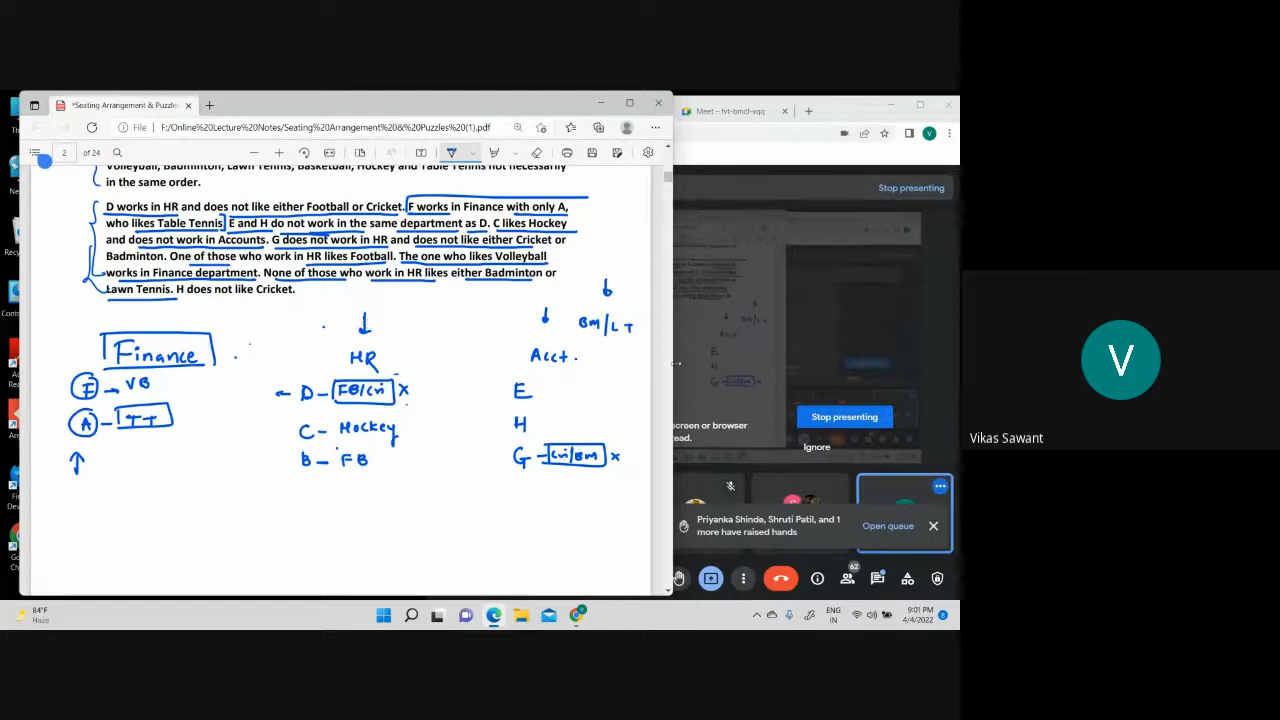 *Seating Arrangement & Puzzles
Meet – fvt-bmcf-vqq
File
F:/Online%20Lecture%20Notes/Seating%20Arrangement%20&%20Puzzles%20(1).pdf
2 of 24
Stop presenting
Volleyball, Badminton, Lawn Tennis, Basketball, Hockey and Table Tennis not necessarily
in the same order.
D works in HR and does not like either Football or Cricket. F works in Finance with only A,
who likes Table Tennis. E and H do not work in the same department as D. C likes Hockey
and does not work in Accounts. G does not work in HR and does not like either Cricket or
Badminton. One of those who work in HR likes Football. The one who likes Volleyball
works in Finance department. None of those who work in HR likes either Badminton or
Lawn Tennis. H does not like Cricket.
BM/LT
Finance
HR
Acct.
F → VB
D - FB/Cri X
E
A - TT
C - Hockey
H
B - FB
G - Cri/BM x
screen or browser
Stop presenting
Ignore
Priyanka Shinde, Shruti Patil, and 1
more have raised hands
Open queue
62
V
Vikas Sawant
84°F
Haze
ENG
IN
9:01 PM
4/4/2022